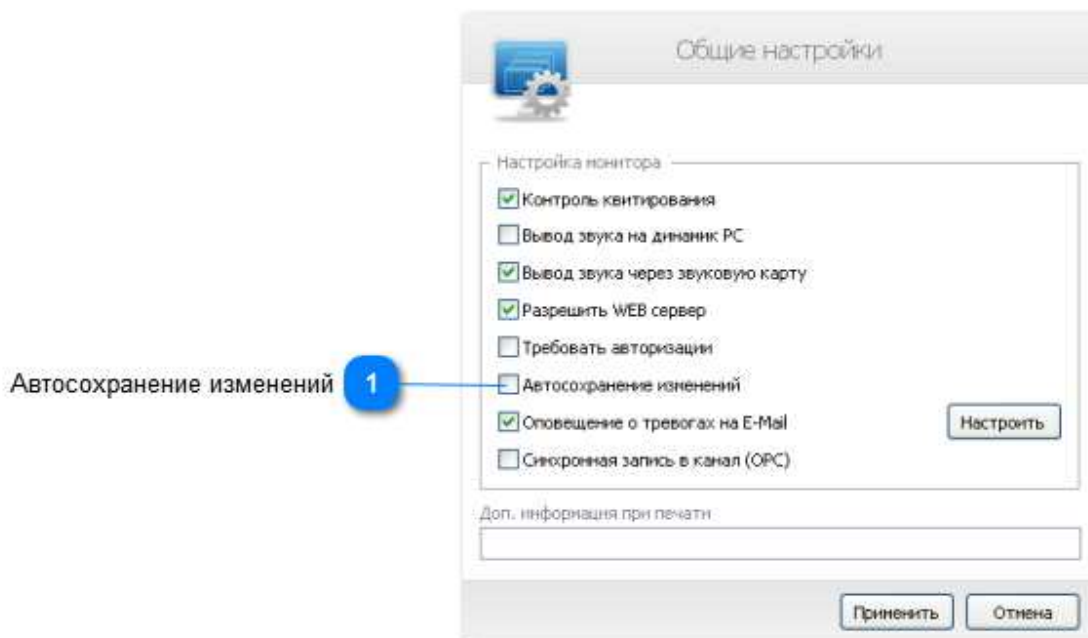 Общие настройки
Настройка монитора
Контроль квитирования
Вывод звука на динамик PC
Вывод звука через звуковую карту
Разрешить WEB сервер
Требовать авторизации
Автосохранение изменений 1
Автосохранение изменений
Оповещение о тревогах на E-Mail
Настроить
Синхронная запись в канал (OPC)
Доп. информация при печати
Применить
Отмена